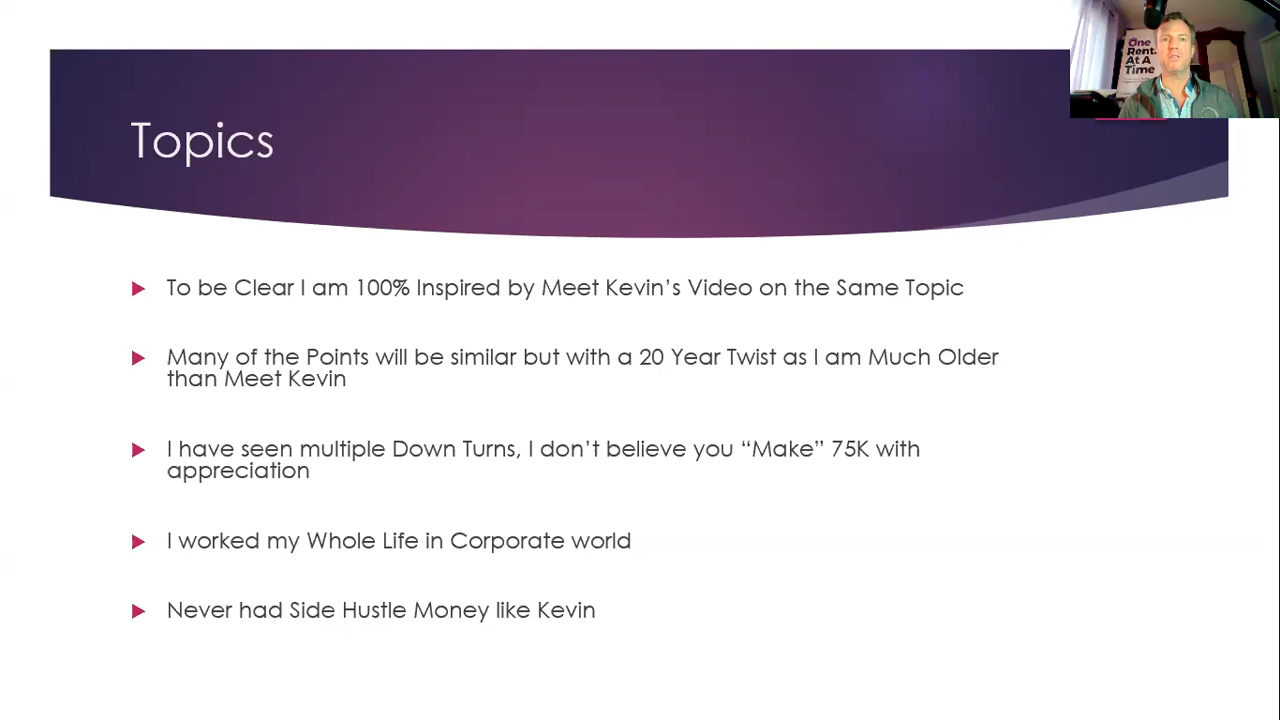 One
Rent
At A
Time
Topics
To be Clear I am 100% Inspired by Meet Kevin’s Video on the Same Topic
Many of the Points will be similar but with a 20 Year Twist as I am Much Older
than Meet Kevin
I have seen multiple Down Turns, I don’t believe you “Make” 75K with
appreciation
I worked my Whole Life in Corporate world
Never had Side Hustle Money like Kevin